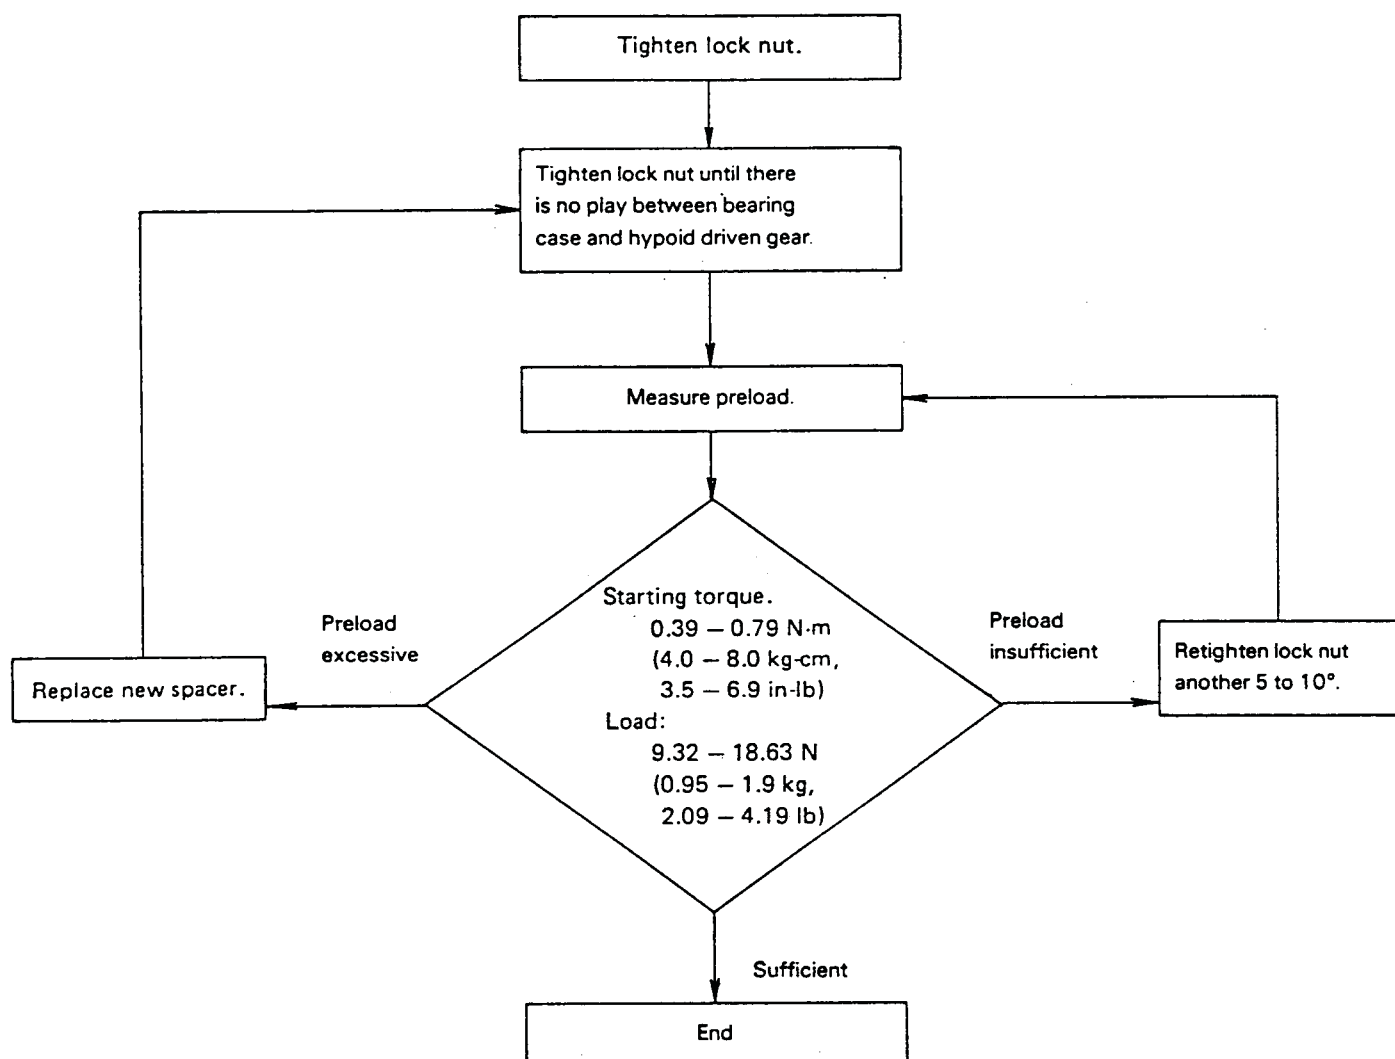 Tighten lock nut.
Tighten lock nut until there
is no play between bearing
case and hypoid driven gear.
Measure preload.
Starting torque.
0.39 – 0.79 N·m
(4.0 – 8.0 kg-cm,
3.5 – 6.9 in-lb)
Load:
9.32 – 18.63 N
(0.95 – 1.9 kg,
2.09 – 4.19 lb)
Preload
excessive
Replace new spacer.
Preload
insufficient
Retighten lock nut
another 5 to 10°.
Sufficient
End